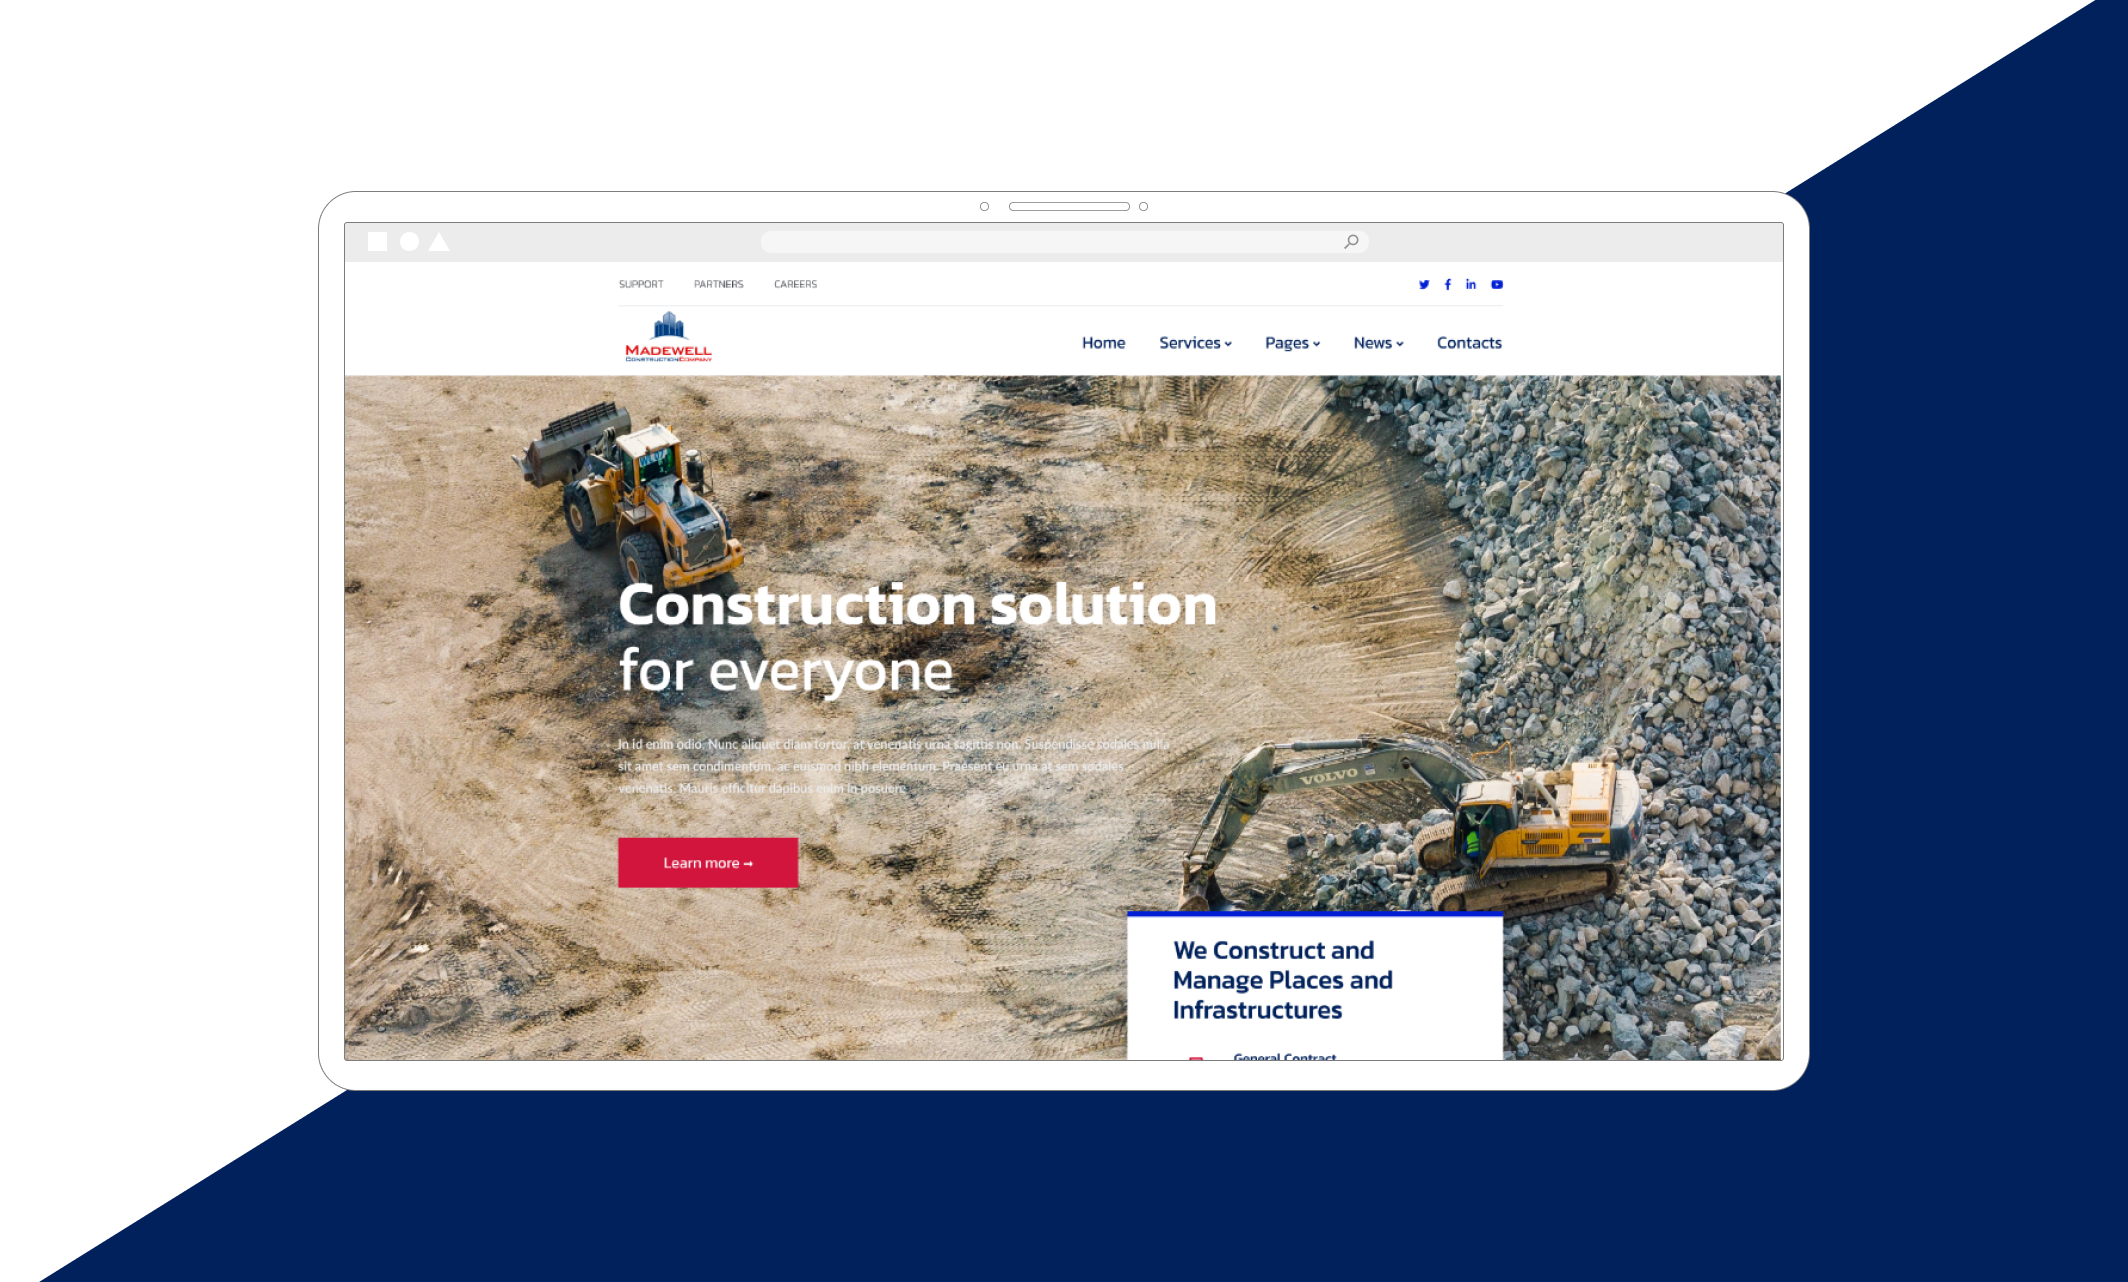 SUPPORT PARTNERS CAREERS
MADEWELL
CONSTRUCTIONCOMPANY
Home Services Pages News Contacts
Construction solution
for everyone
In id enim odio. Nunc aliquet diam tortor, at venenatis urna sagittis non. Suspendisse sodales nulla
sit amet sem condimentum, ac euismod nibh elementum. Praesent eu urna at sem sodales
venenatis. Mauris efficitur dapibus enim in posuere
Learn more →
VOLVO
We Construct and
Manage Places and
Infrastructures
General Contract